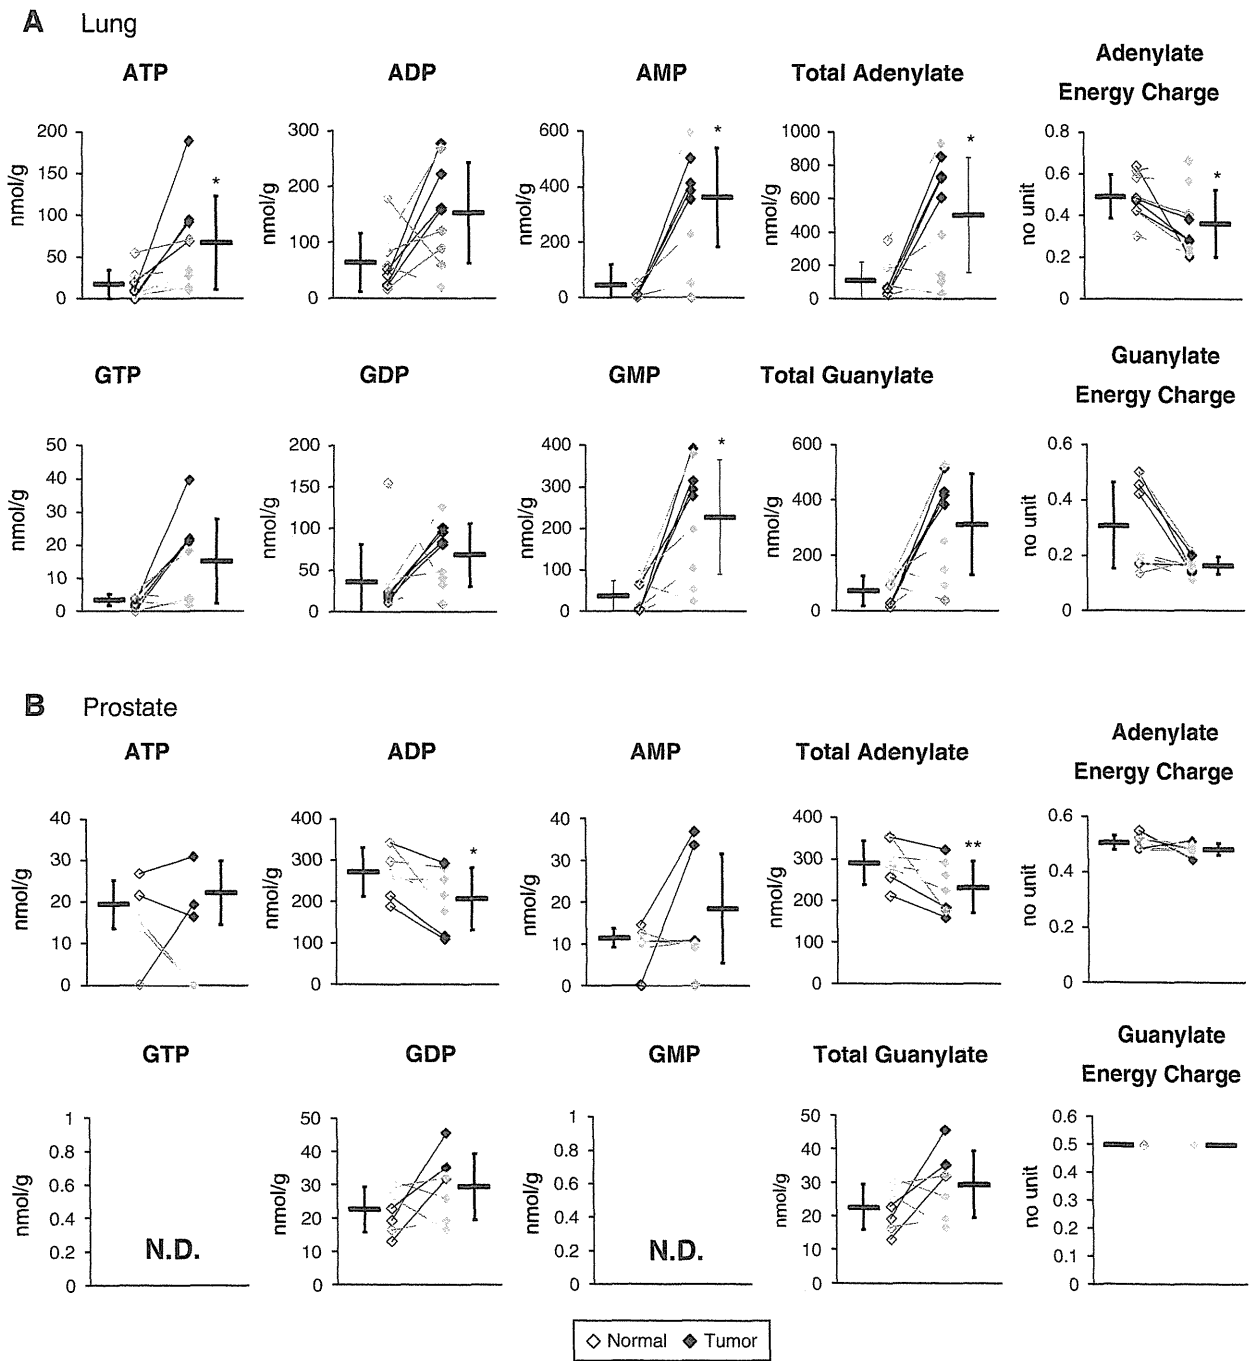 A Lung
ATP ADP AMP Total Adenylate Adenylate
Energy Charge
200 300 600 1000 0.8
150 200 400 800 0.6
100 100 200 600 0.4
50 0 0 400 0.2
0 200 0
0
nmol/g nmol/g nmol/g nmol/g no unit
* * * *
GTP GDP GMP Total Guanylate Guanylate
Energy Charge
50 200 400 600 0.6
40 150 300 400 0.4
30 100 200 200 0.2
20 50 100 0 0
10 0 0
0
nmol/g nmol/g nmol/g nmol/g no unit
*
B Prostate
ATP ADP AMP Total Adenylate Adenylate
Energy Charge
40 400 40 400 0.6
30 300 30 300 0.4
20 200 20 200 0.2
10 100 10 100 0
0 0 0 0
nmol/g nmol/g nmol/g nmol/g no unit
* **
GTP GDP GMP Total Guanylate Guanylate
Energy Charge
1 50 1 50 0.6
0.8 40 0.8 40 0.5
0.6 30 0.6 30 0.4
0.4 20 0.4 20 0.3
0.2 10 0.2 10 0.2
0 0 0 0 0.1
0
nmol/g nmol/g nmol/g nmol/g no unit
N.D. N.D.
Normal Tumor